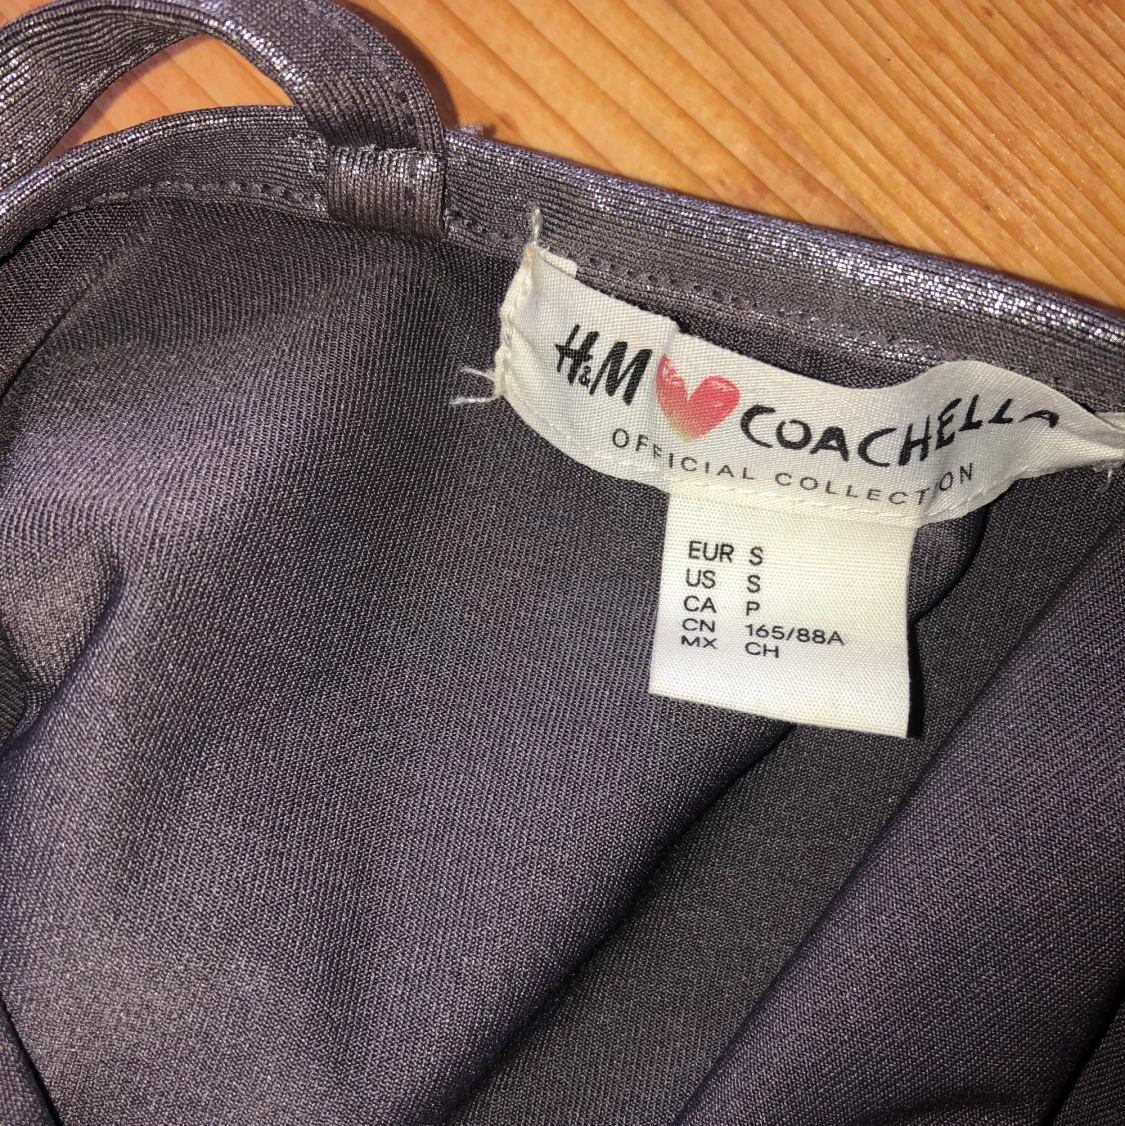 H&M COACHELLA
OFFICIAL COLLECTION
EUR S
US S
CA P
CN 165/88A
MX CH